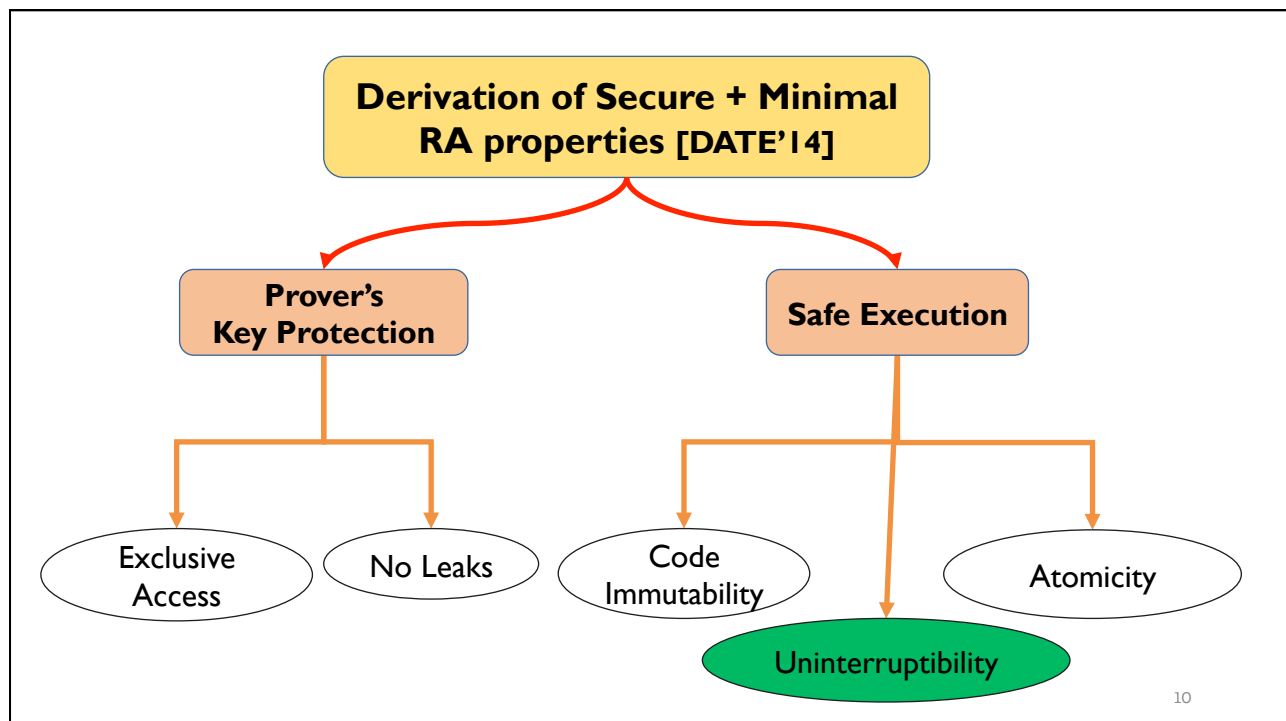 Derivation of Secure + Minimal
RA properties [DATE'14]
Prover's
Key Protection
Safe Execution
Exclusive
Access
No Leaks
Code
Immutability
Atomicity
Uninterruptibility
10